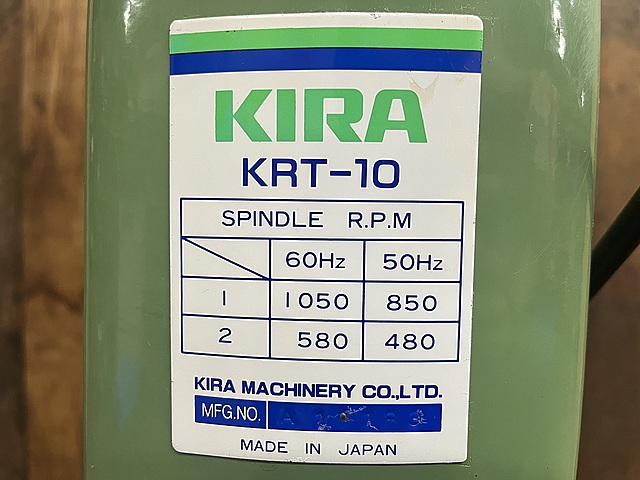 KIRA
KRT-10
SPINDLE R.P.M
60Hz 50Hz
1 1050 850
2 580 480
KIRA MACHINERY CO.,LTD.
MFG.NO.
MADE IN JAPAN